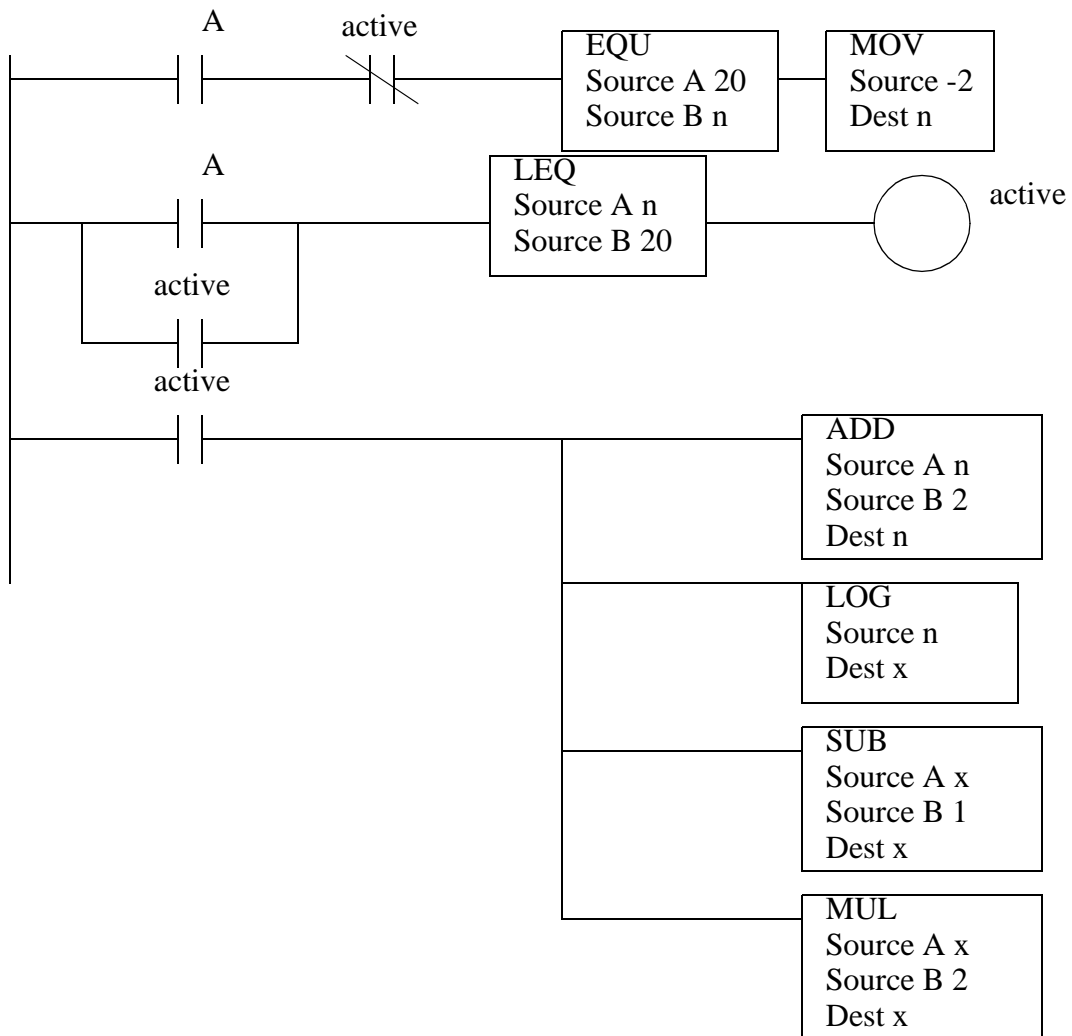 A
active
EQU
Source A 20
Source B n
MOV
Source -2
Dest n
A
LEQ
Source A n
Source B 20
active
active
active
ADD
Source A n
Source B 2
Dest n
LOG
Source n
Dest x
SUB
Source A x
Source B 1
Dest x
MUL
Source A x
Source B 2
Dest x